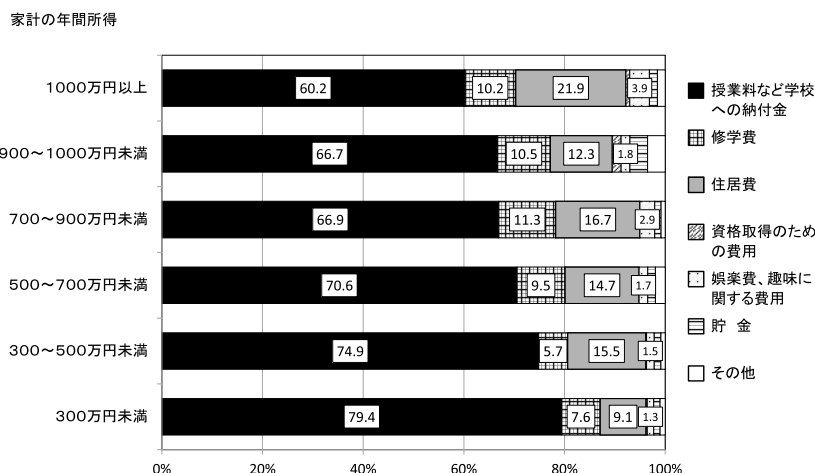 家計の年間所得
1000万円以上
60.2
10.2
21.9
3.9
900～1000万円未満
66.7
10.5
12.3
1.8
700～900万円未満
66.9
11.3
16.7
2.9
500～700万円未満
70.6
9.5
14.7
1.7
300～500万円未満
74.9
5.7
15.5
1.5
300万円未満
79.4
7.6
9.1
1.3
0%
20%
40%
60%
80%
100%
授業料など学校
への納付金
修学費
住居費
資格取得のため
の費用
娯楽費、趣味に
関する費用
貯　金
その他